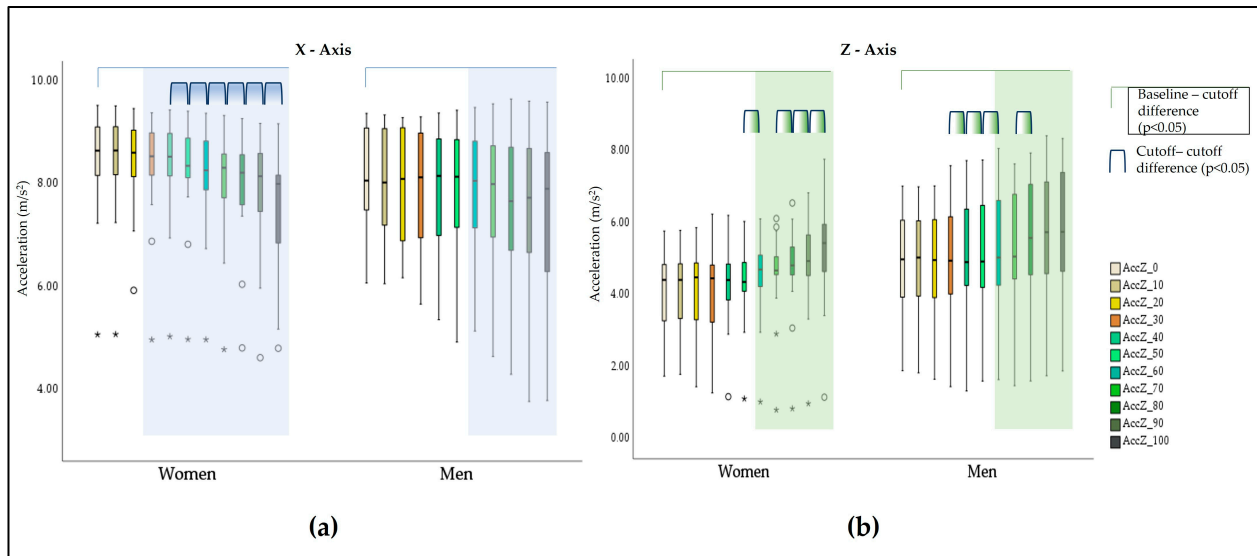 X - Axis
Z - Axis
10.00
8.00
6.00
4.00
Acceleration (m/s²)
Women
Men
(a)
10.00
8.00
6.00
4.00
2.00
0.00
Acceleration (m/s²)
Women
Men
(b)
Baseline – cutoff
difference
(p<0.05)
Cutoff– cutoff
difference (p<0.05)
AccZ_0
AccZ_10
AccZ_20
AccZ_30
AccZ_40
AccZ_50
AccZ_60
AccZ_70
AccZ_80
AccZ_90
AccZ_100